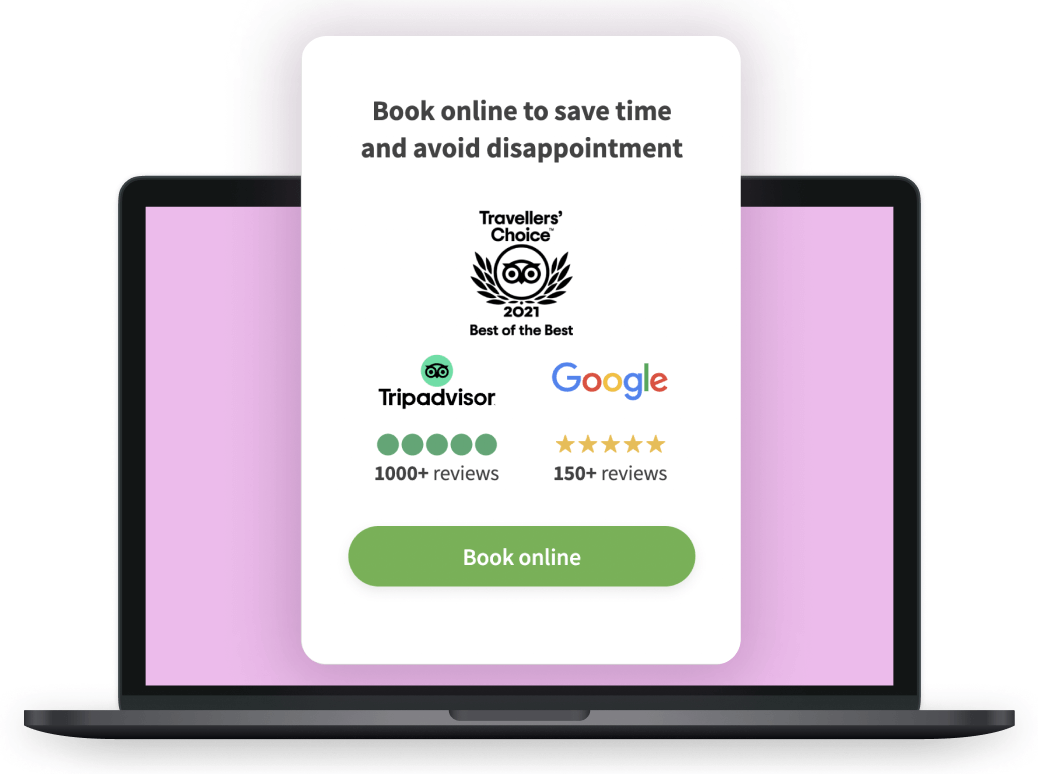 Book online to save time
and avoid disappointment
Travellers’
Choice™
2021
Best of the Best
Tripadvisor
Google
1000+ reviews
150+ reviews
Book online